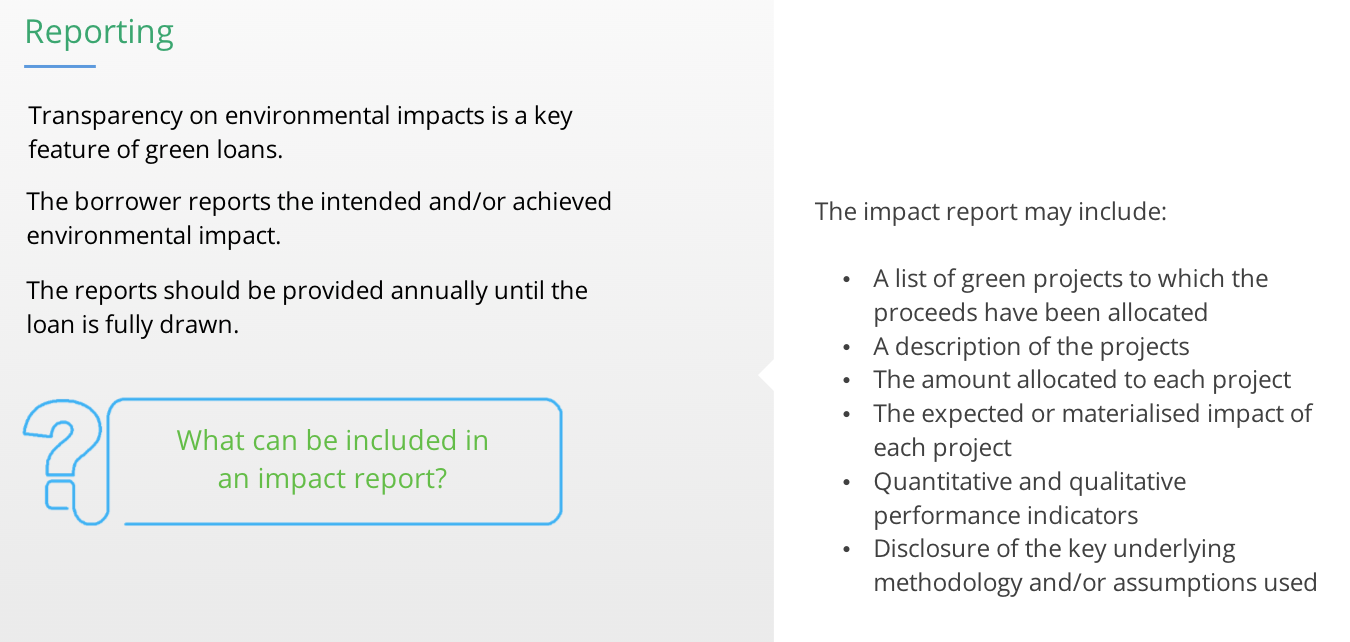 Reporting
Transparency on environmental impacts is a key
feature of green loans.
The borrower reports the intended and/or achieved
environmental impact.
The reports should be provided annually until the
loan is fully drawn.
What can be included in
an impact report?
The impact report may include:
• A list of green projects to which the
proceeds have been allocated
• A description of the projects
• The amount allocated to each project
• The expected or materialised impact of
each project
• Quantitative and qualitative
performance indicators
• Disclosure of the key underlying
methodology and/or assumptions used